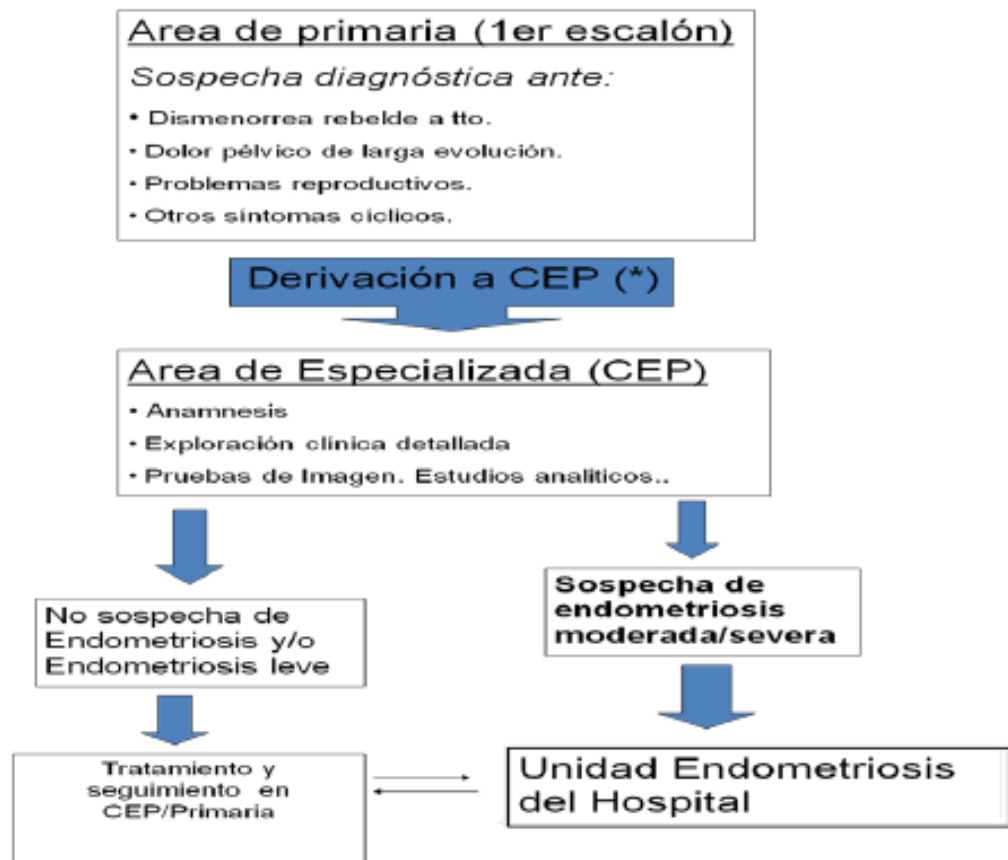 Area de primaria (1er escalón)
Sospecha diagnóstica ante:
• Dismenorrea rebelde a tto.
• Dolor pélvico de larga evolución.
• Problemas reproductivos.
• Otros síntomas cíclicos.
Derivación a CEP (*)
Area de Especializada (CEP)
• Anamnesis
• Exploración clínica detallada
• Pruebas de Imagen. Estudios analiticos..
No sospecha de
Endometriosis y/o
Endometriosis leve
Sospecha de
endometriosis
moderada/severa
Tratamiento y
seguimiento en
CEP/Primaria
Unidad Endometriosis
del Hospital